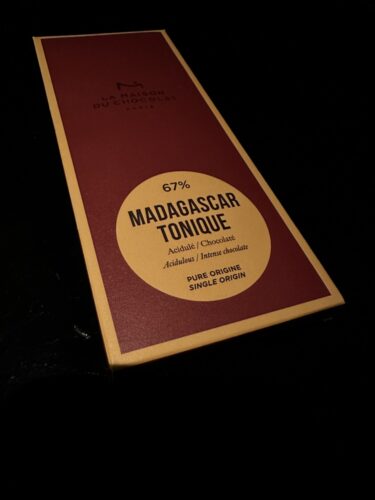 LA MAISON
DU CHOCOLAT
PARIS
67%
MADAGASCAR
TONIQUE
Acidulé / Chocolaté
Acidulous / Intense chocolate
PURE ORIGINE
SINGLE ORIGIN